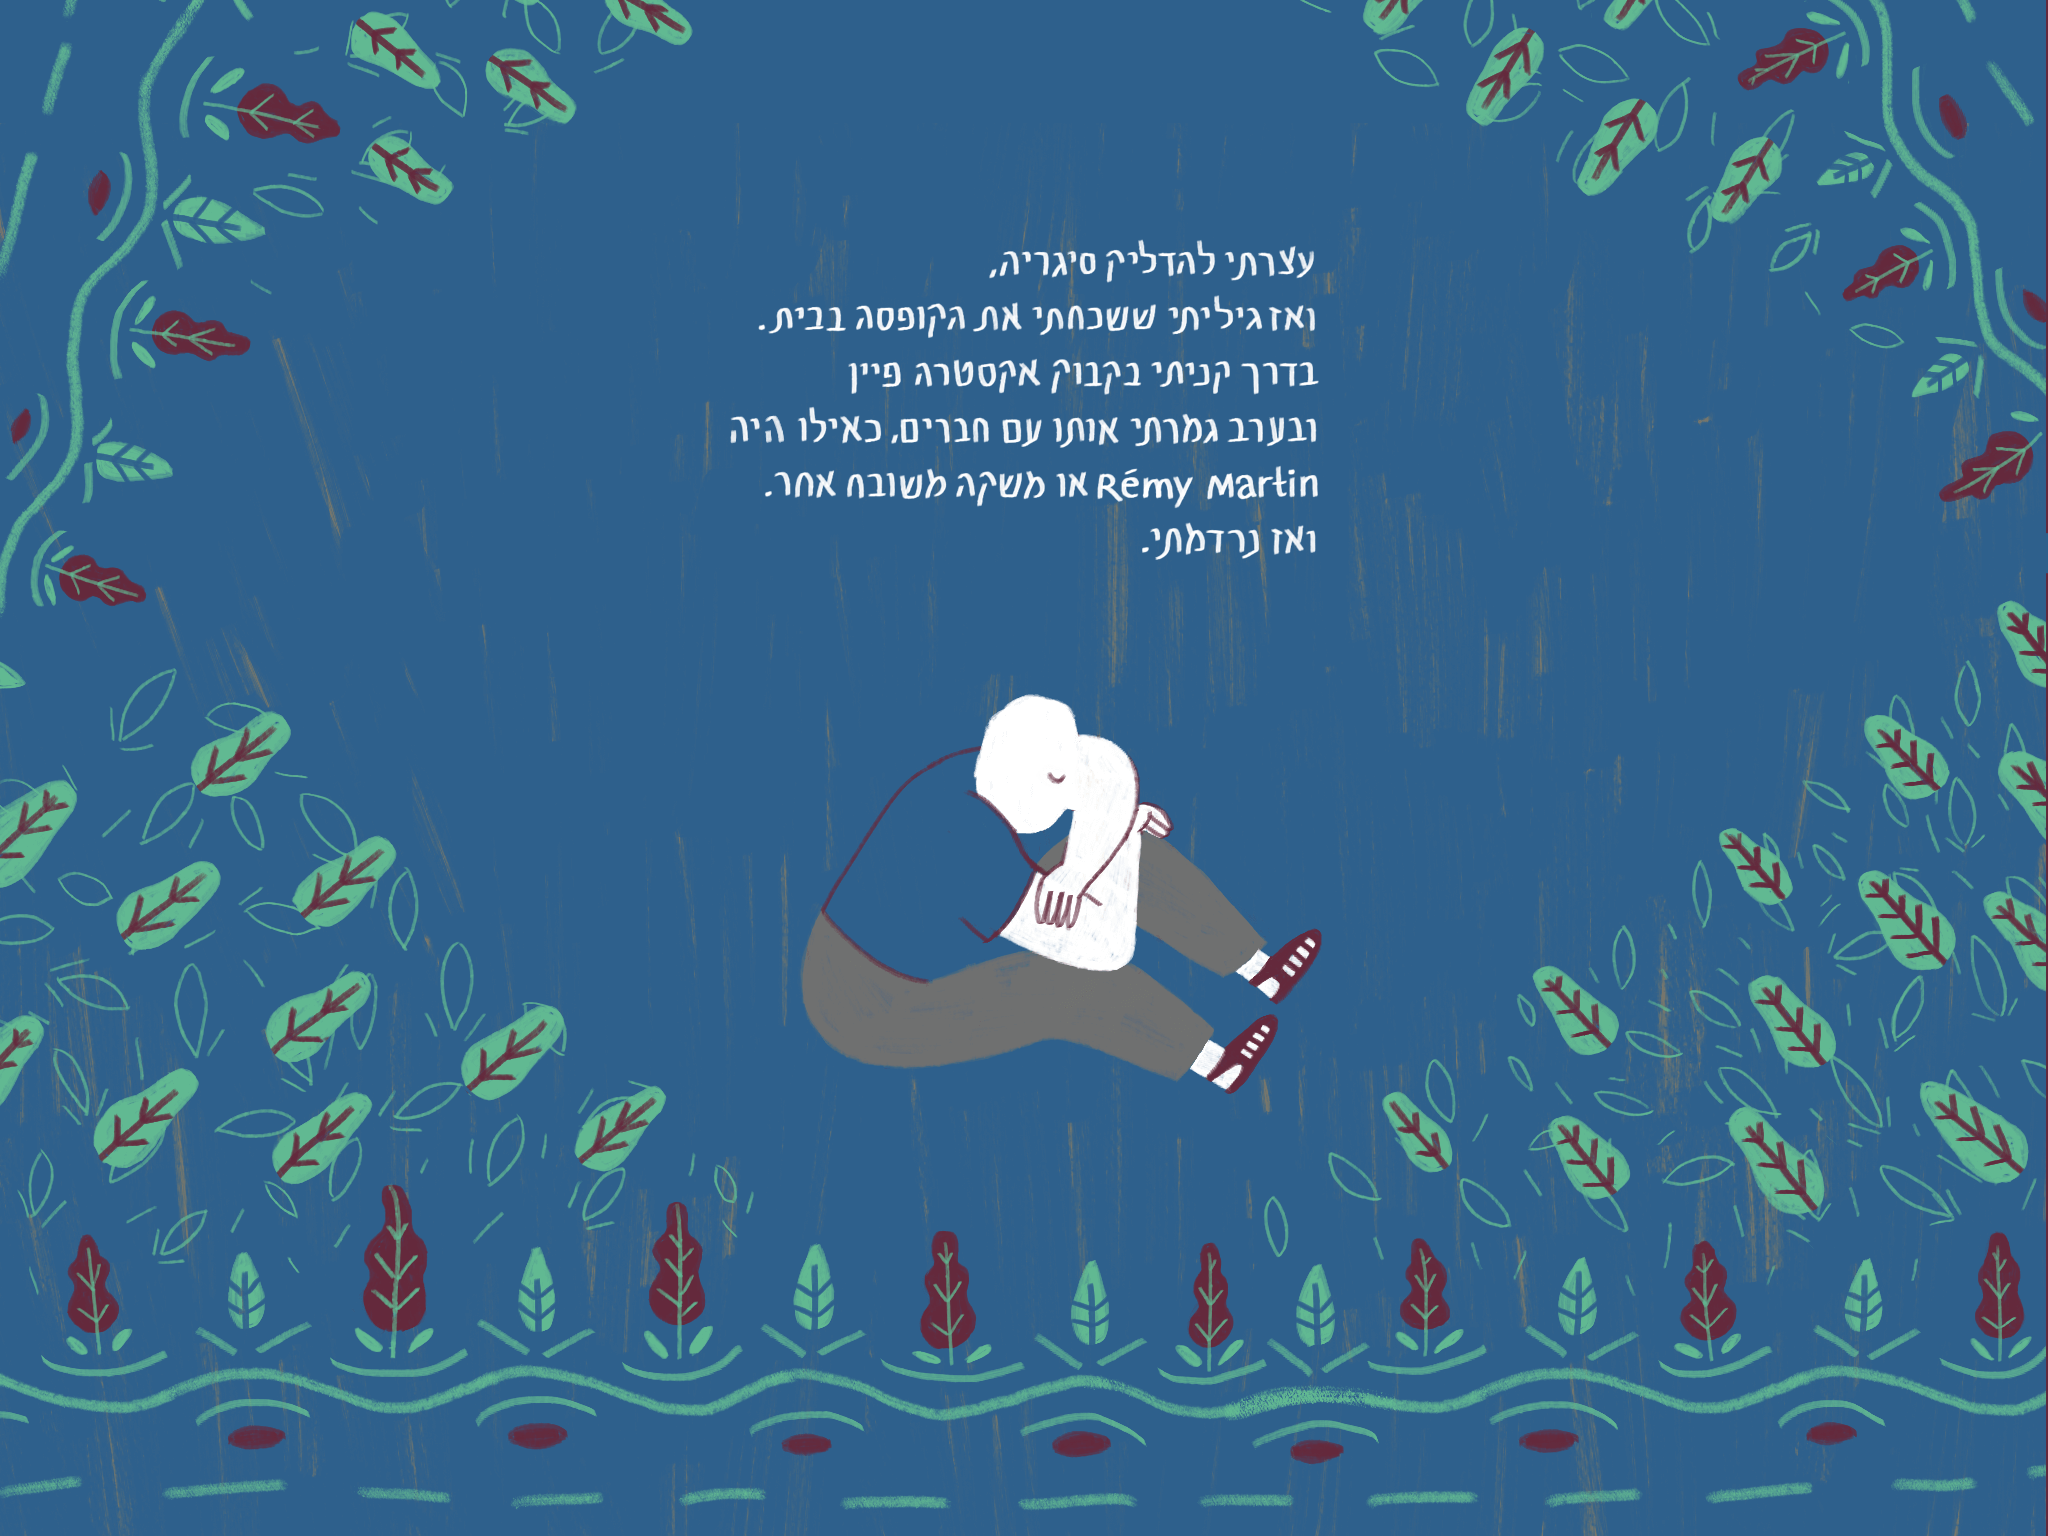 עצרתי להדליק סיגריה,
ואז גיליתי ששכחתי את הקופסה בבית.
בדרך קניתי בקבוק אקסטרה פיין
ובערב גמרתי אותו עם חברים, כאילו היה
Rémy Martin או משקה משובח אחר.
ואז נרדמתי.